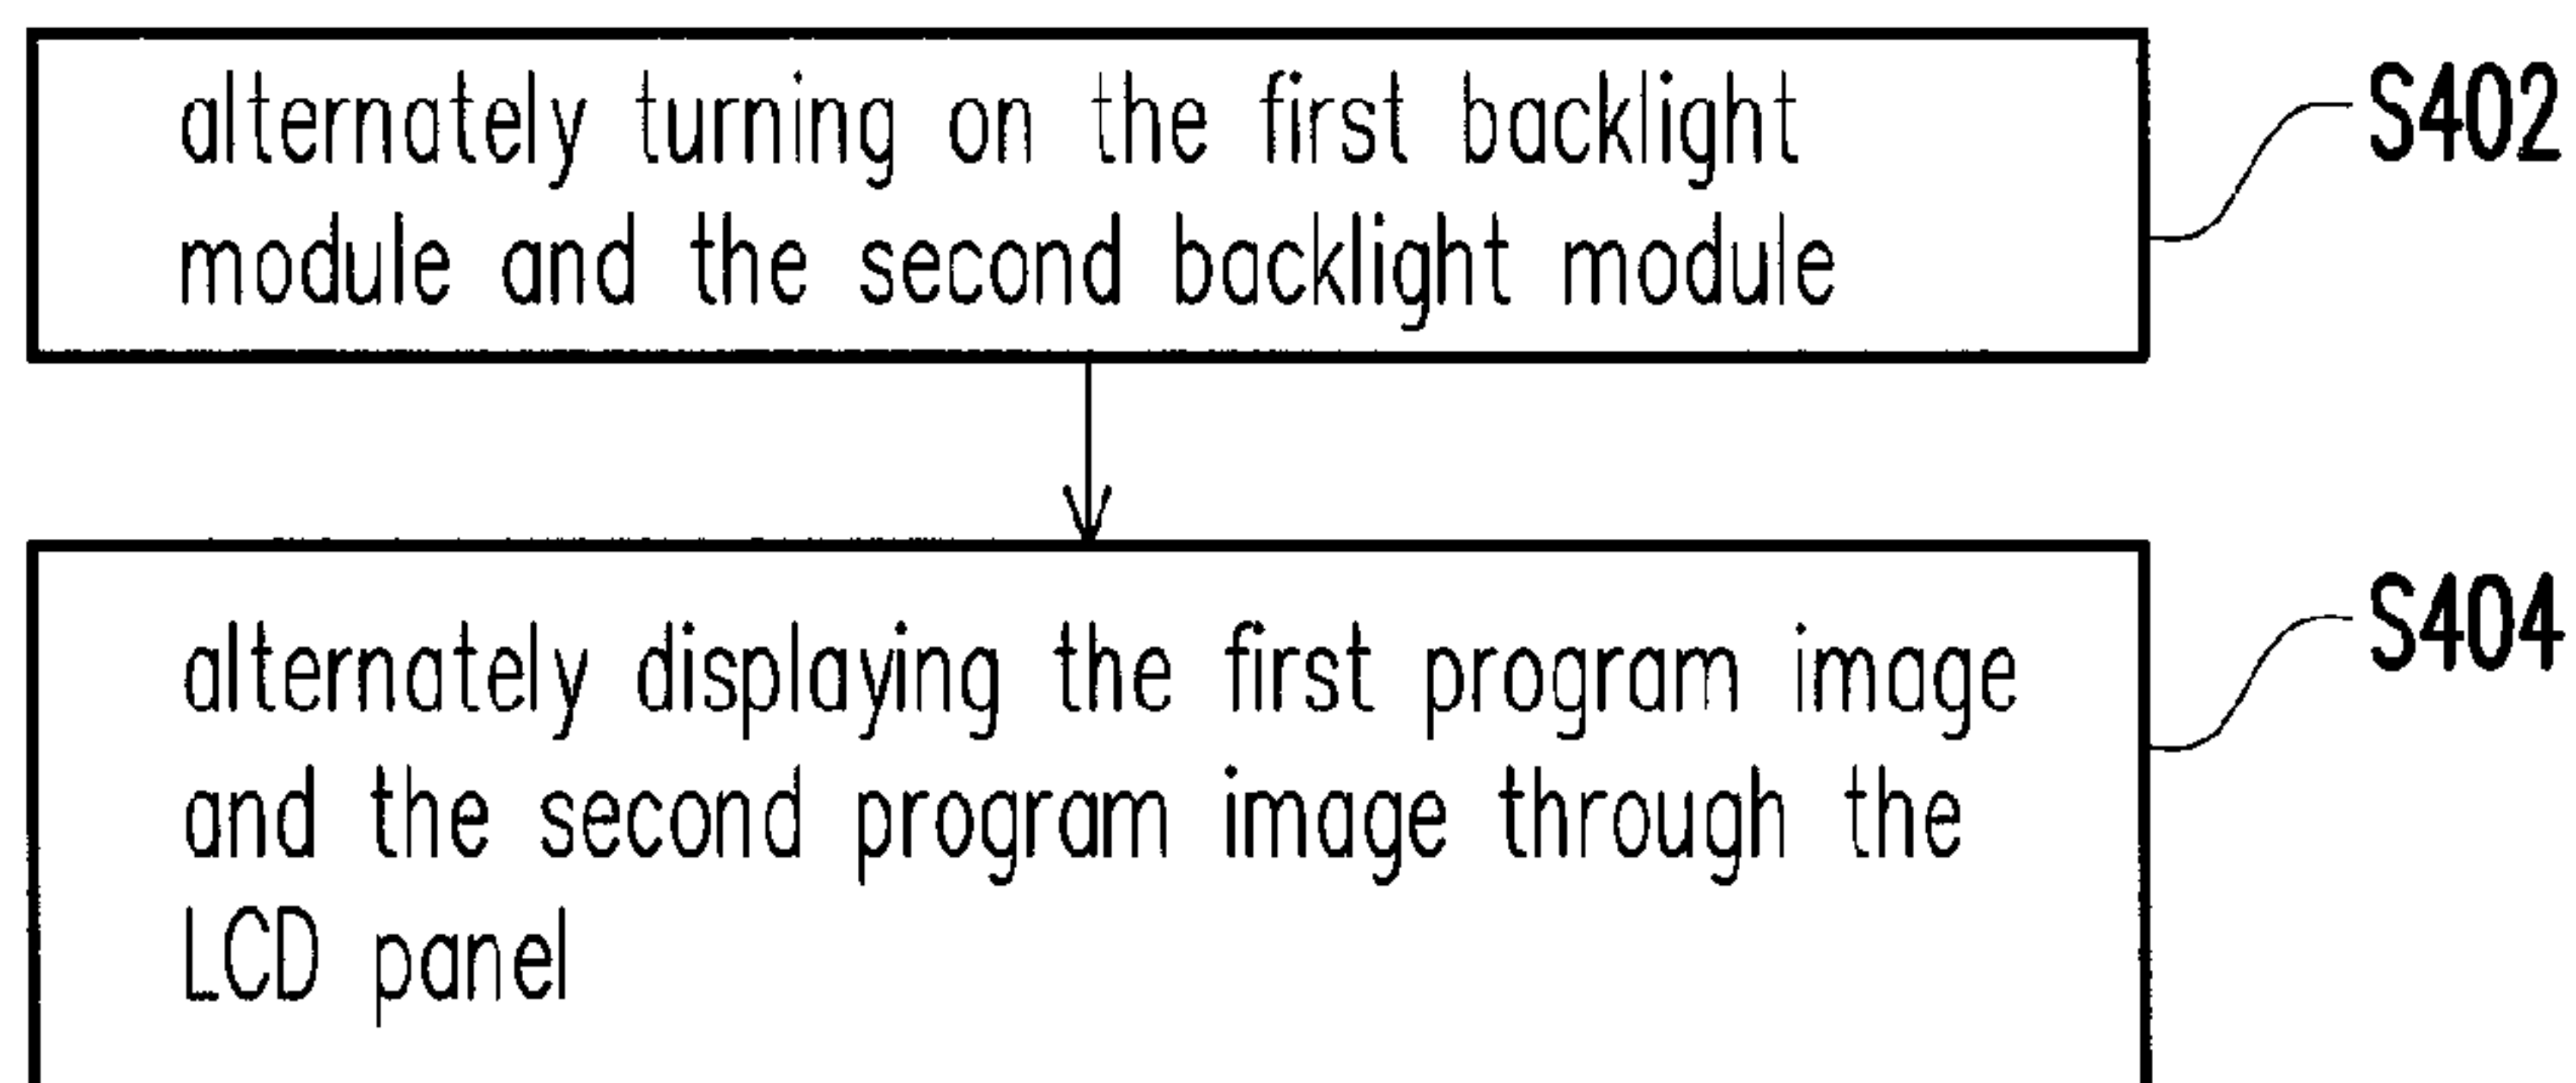 alternately turning on the first backlight
module and the second backlight module
S402
alternately displaying the first program image
and the second program image through the
LCD panel
S404